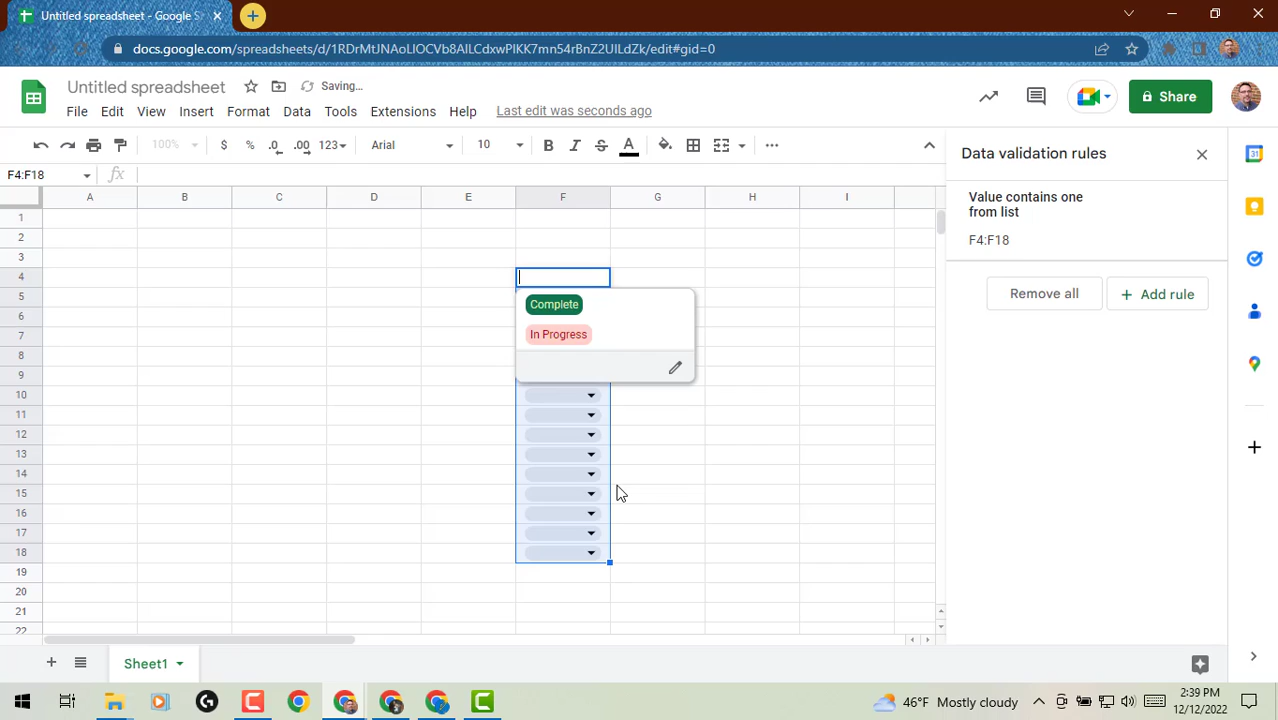 Untitled spreadsheet - Google S
docs.google.com/spreadsheets/d/1RDrMtJNAoLIOCVb8AILCdxwPIKK7mn54rBnZ2UILdZk/edit#gid=0
Untitled spreadsheet
Saving...
File Edit View Insert Format Data Tools Extensions Help Last edit was seconds ago
Share
100% $ % .0 .00 123 Arial 10 B I S A
Data validation rules
F4:F18 fx
A B C D E F G H I
Value contains one
from list
F4:F18
Remove all + Add rule
1
2
3
4
5
6
7
8
9
10
11
12
13
14
15
16
17
18
19
20
21
22
Complete
In Progress
Sheet1
31
46°F Mostly cloudy
2:39 PM
12/12/2022